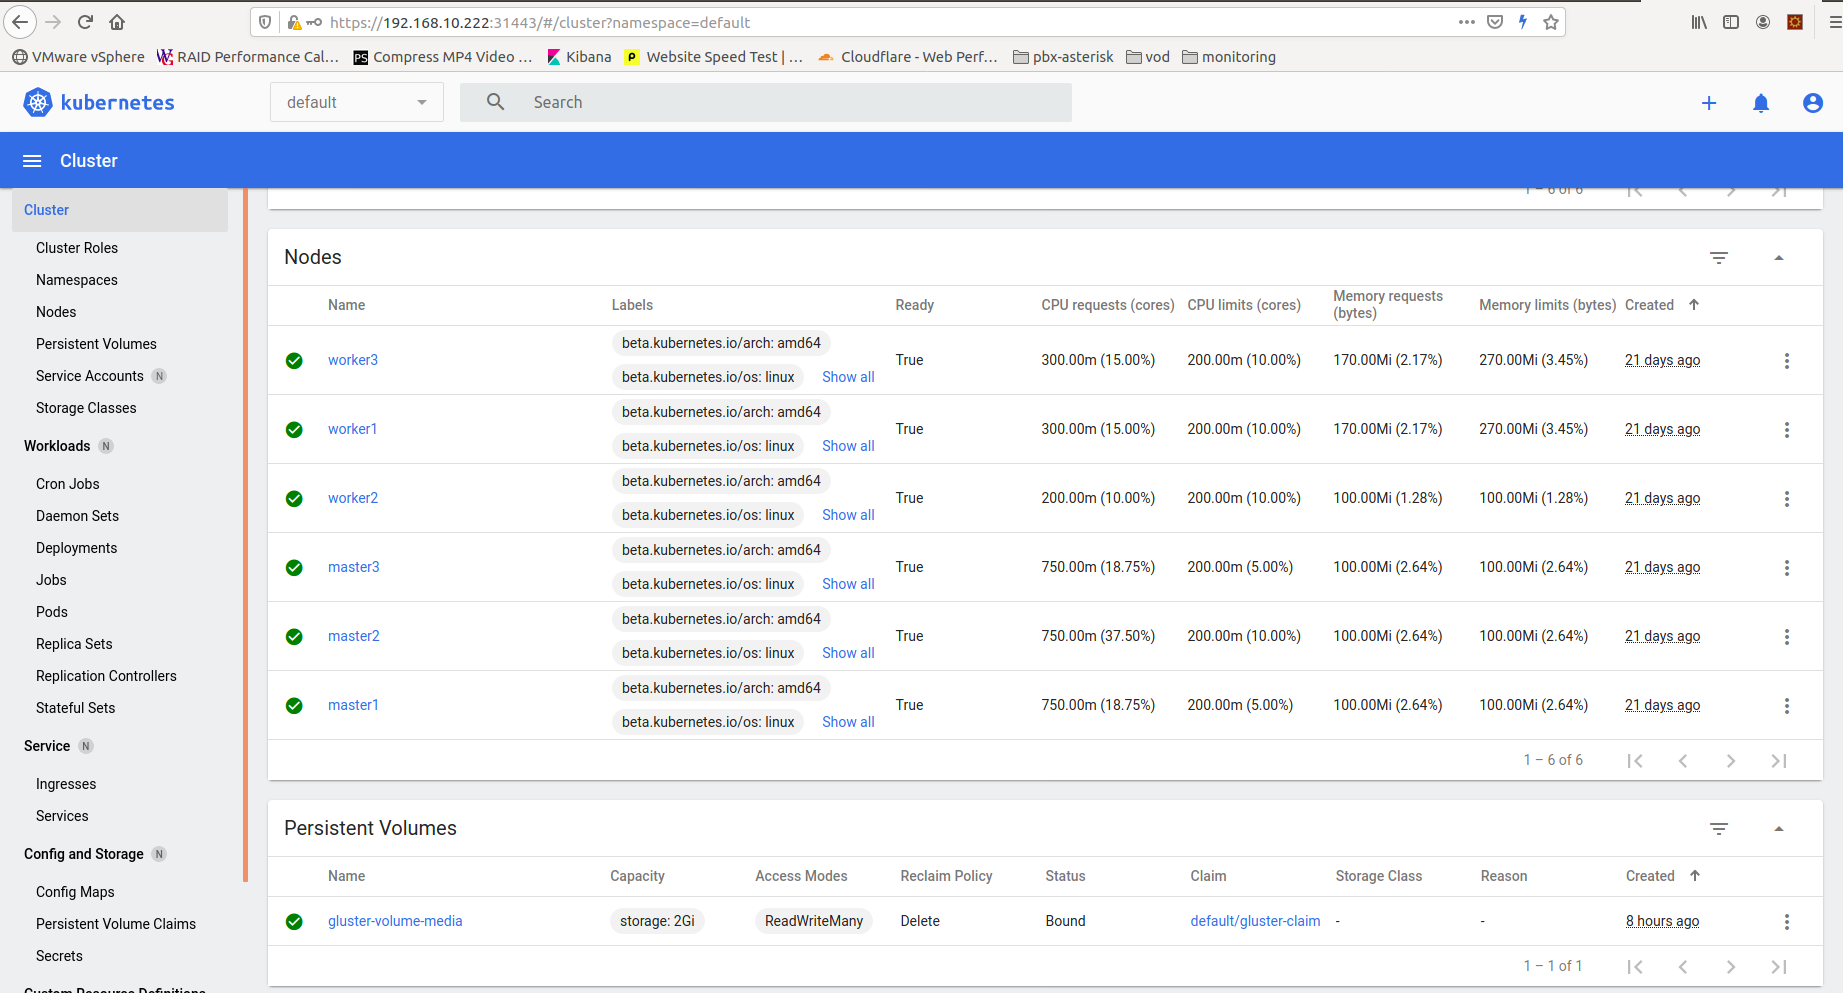 https://192.168.10.222:31443/#/cluster?namespace=default
VMware vSphere RAID Performance Cal... PS Compress MP4 Video ... Kibana P Website Speed Test | ... Cloudflare - Web Perf... pbx-asterisk vod monitoring
kubernetes default Search
Cluster
1 – 6 of 6
Cluster
Cluster Roles
Namespaces
Nodes
Persistent Volumes
Service Accounts N
Storage Classes
Workloads N
Cron Jobs
Daemon Sets
Deployments
Jobs
Pods
Replica Sets
Replication Controllers
Stateful Sets
Service N
Ingresses
Services
Config and Storage N
Config Maps
Persistent Volume Claims
Secrets
Custom Resource Definitions
Nodes
Name Labels Ready CPU requests (cores) CPU limits (cores) Memory requests (bytes) Memory limits (bytes) Created
worker3 beta.kubernetes.io/arch: amd64 True 300.00m (15.00%) 200.00m (10.00%) 170.00Mi (2.17%) 270.00Mi (3.45%) 21 days ago
beta.kubernetes.io/os: linux Show all
worker1 beta.kubernetes.io/arch: amd64 True 300.00m (15.00%) 200.00m (10.00%) 170.00Mi (2.17%) 270.00Mi (3.45%) 21 days ago
beta.kubernetes.io/os: linux Show all
worker2 beta.kubernetes.io/arch: amd64 True 200.00m (10.00%) 200.00m (10.00%) 100.00Mi (1.28%) 100.00Mi (1.28%) 21 days ago
beta.kubernetes.io/os: linux Show all
master3 beta.kubernetes.io/arch: amd64 True 750.00m (18.75%) 200.00m (5.00%) 100.00Mi (2.64%) 100.00Mi (2.64%) 21 days ago
beta.kubernetes.io/os: linux Show all
master2 beta.kubernetes.io/arch: amd64 True 750.00m (37.50%) 200.00m (10.00%) 100.00Mi (2.64%) 100.00Mi (2.64%) 21 days ago
beta.kubernetes.io/os: linux Show all
master1 beta.kubernetes.io/arch: amd64 True 750.00m (18.75%) 200.00m (5.00%) 100.00Mi (2.64%) 100.00Mi (2.64%) 21 days ago
beta.kubernetes.io/os: linux Show all
1 – 6 of 6
Persistent Volumes
Name Capacity Access Modes Reclaim Policy Status Claim Storage Class Reason Created
gluster-volume-media storage: 2Gi ReadWriteMany Delete Bound default/gluster-claim - - 8 hours ago
1 – 1 of 1